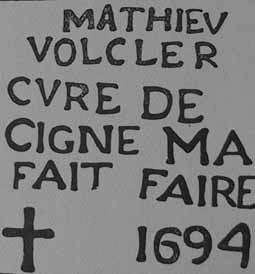 MATHIEV
VOLCLER
CVRE DE
CIGNE MA
FAIT FAIRE
1694